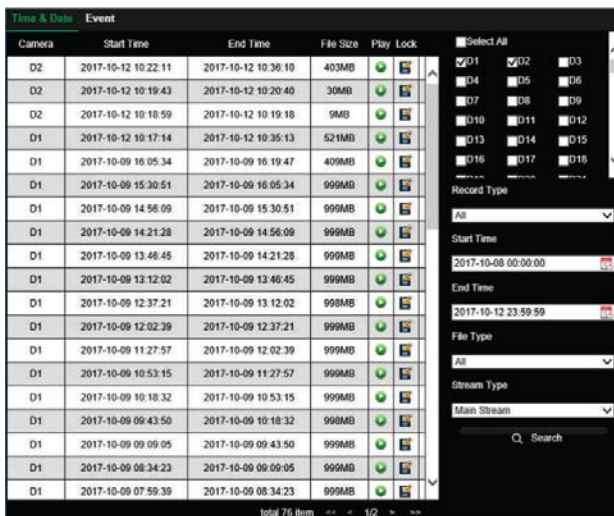 Time & Date Event
Camera Start Time End Time File Size Play Lock
D2 2017-10-12 10:22:11 2017-10-12 10:36:10 403MB
D2 2017-10-12 10:19:43 2017-10-12 10:20:40 30MB
D2 2017-10-12 10:18:59 2017-10-12 10:19:18 9MB
D1 2017-10-12 10:17:14 2017-10-12 10:35:13 521MB
D1 2017-10-09 16:05:34 2017-10-09 16:19:47 409MB
D1 2017-10-09 15:30:51 2017-10-09 16:05:34 999MB
D1 2017-10-09 14:56:09 2017-10-09 15:30:51 999MB
D1 2017-10-09 14:21:28 2017-10-09 14:56:09 999MB
D1 2017-10-09 13:46:45 2017-10-09 14:21:28 999MB
D1 2017-10-09 13:12:02 2017-10-09 13:46:45 999MB
D1 2017-10-09 12:37:21 2017-10-09 13:12:02 998MB
D1 2017-10-09 12:02:39 2017-10-09 12:37:21 999MB
D1 2017-10-09 11:27:57 2017-10-09 12:02:39 999MB
D1 2017-10-09 10:53:15 2017-10-09 11:27:57 999MB
D1 2017-10-09 10:18:32 2017-10-09 10:53:15 999MB
D1 2017-10-09 09:43:50 2017-10-09 10:18:32 998MB
D1 2017-10-09 09:09:05 2017-10-09 09:43:50 999MB
D1 2017-10-09 08:34:23 2017-10-09 09:09:05 999MB
D1 2017-10-09 07:59:39 2017-10-09 08:34:23 999MB
total 76 item << < 1/2 > >>
Select All
D1 D2 D3
D4 D5 D6
D7 D8 D9
D10 D11 D12
D13 D14 D15
D16 D17 D18
Record Type
All
Start Time
2017-10-08 00:00:00
End Time
2017-10-12 23:59:59
File Type
All
Stream Type
Main Stream
Search